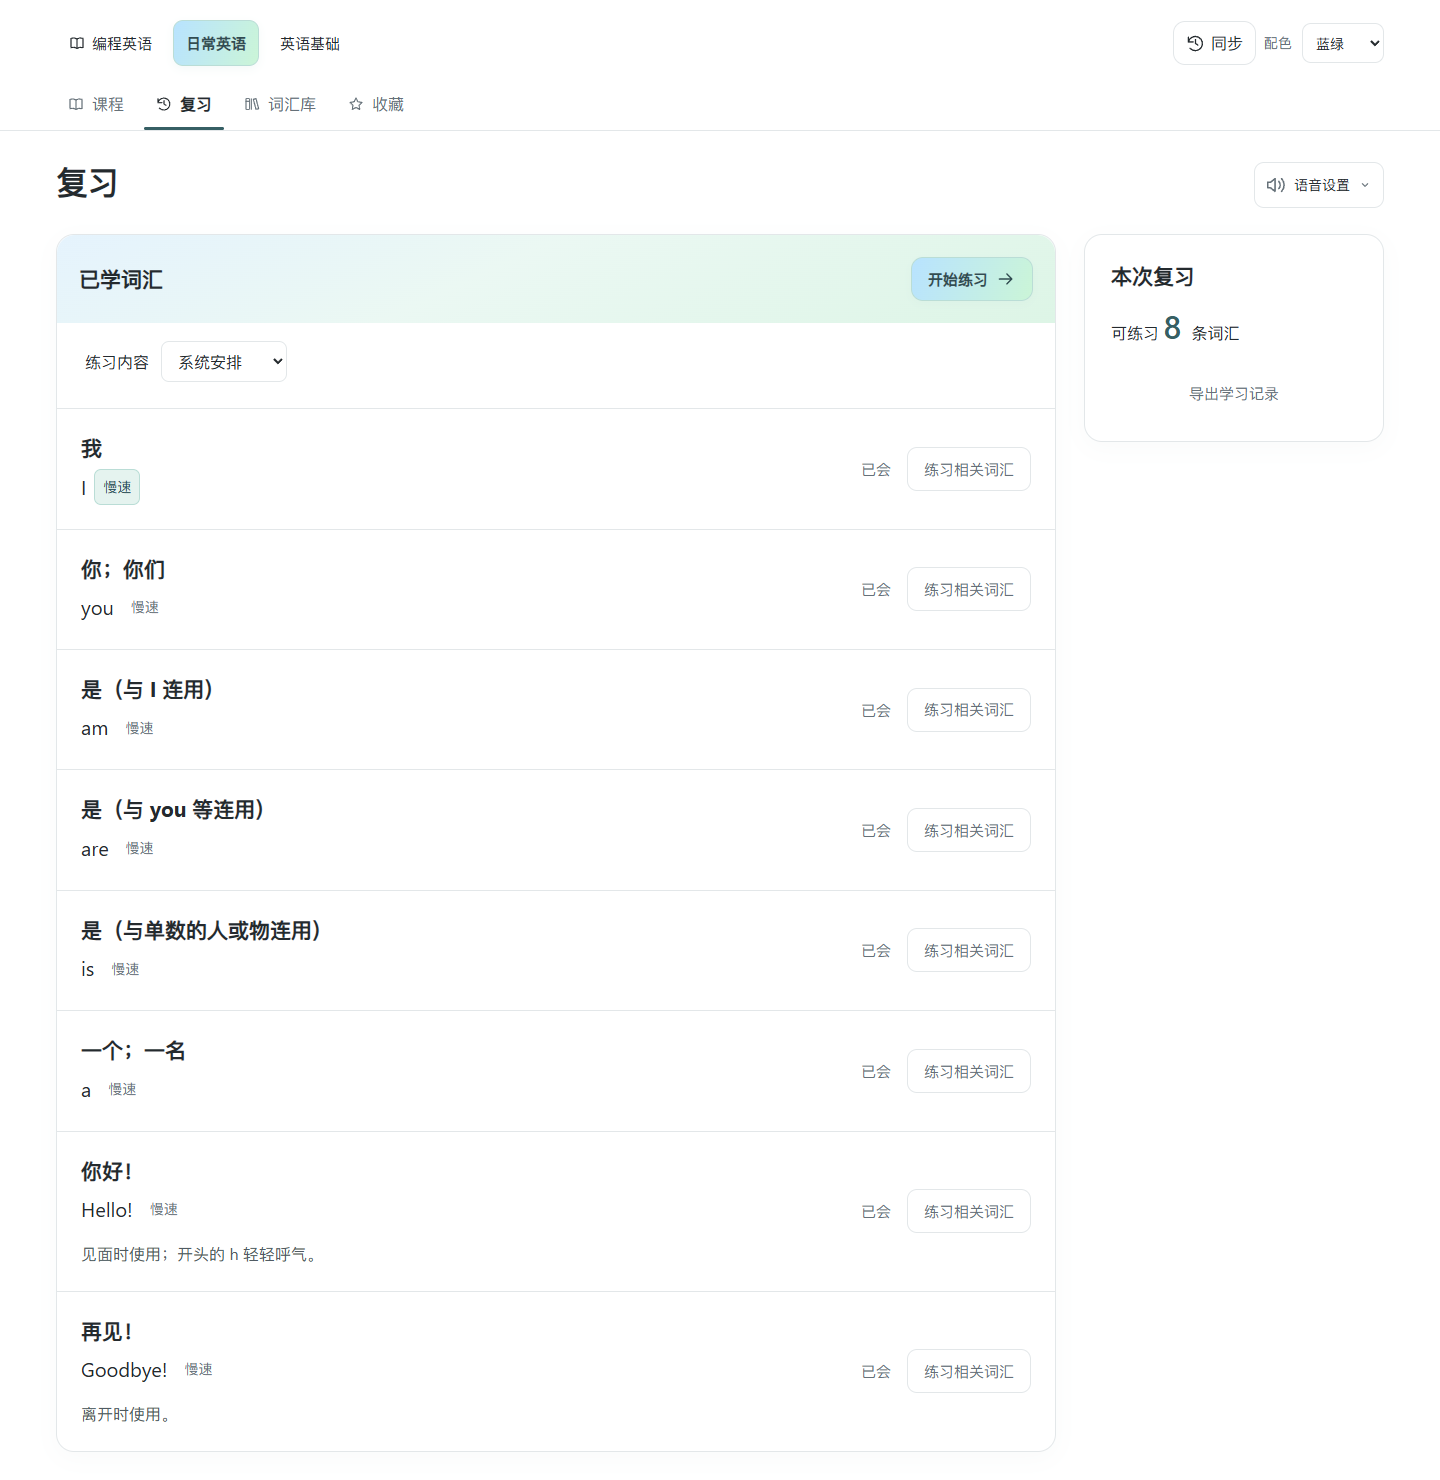 编程英语 日常英语 英语基础 同步 配色 蓝绿
课程 复习 词汇库 收藏
复习
语音设置
已学词汇
开始练习
练习内容 系统安排
我
I 慢速
已会 练习相关词汇
你；你们
you 慢速
已会 练习相关词汇
是（与 I 连用）
am 慢速
已会 练习相关词汇
是（与 you 等连用）
are 慢速
已会 练习相关词汇
是（与单数的人或物连用）
is 慢速
已会 练习相关词汇
一个；一名
a 慢速
已会 练习相关词汇
你好！
Hello! 慢速
见面时使用；开头的 h 轻轻呼气。
已会 练习相关词汇
再见！
Goodbye! 慢速
离开时使用。
已会 练习相关词汇
本次复习
可练习 8 条词汇
导出学习记录